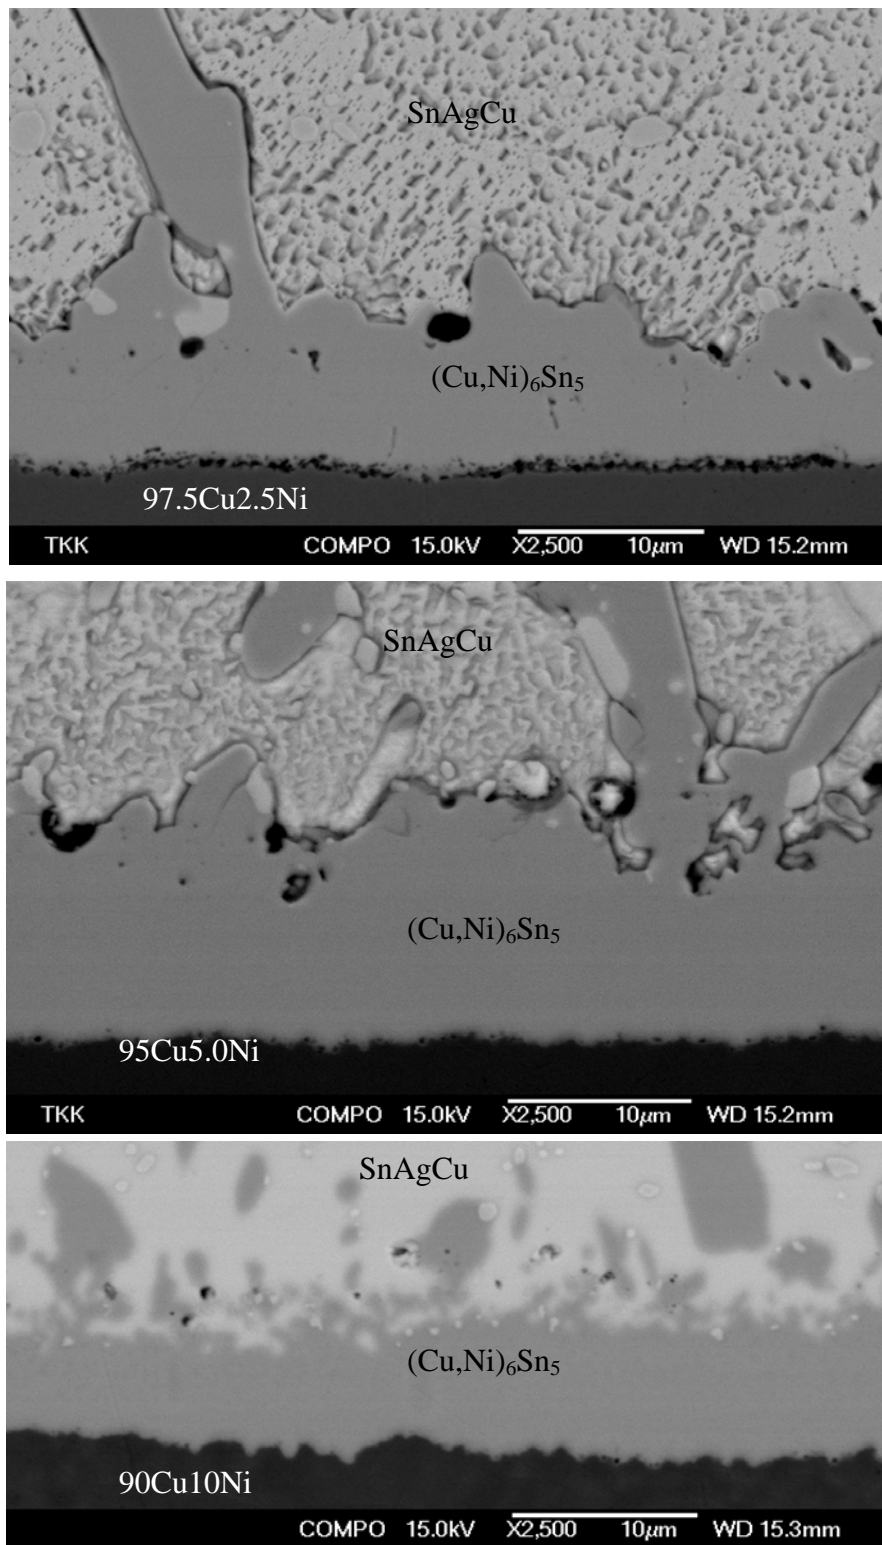 SnAgCu
(Cu,Ni)₆Sn₅
97.5Cu2.5Ni
TKK COMPO 15.0kV X2,500 10µm WD 15.2mm
SnAgCu
(Cu,Ni)₆Sn₅
95Cu5.0Ni
TKK COMPO 15.0kV X2,500 10µm WD 15.2mm
SnAgCu
(Cu,Ni)₆Sn₅
90Cu10Ni
COMPO 15.0kV X2,500 10µm WD 15.3mm